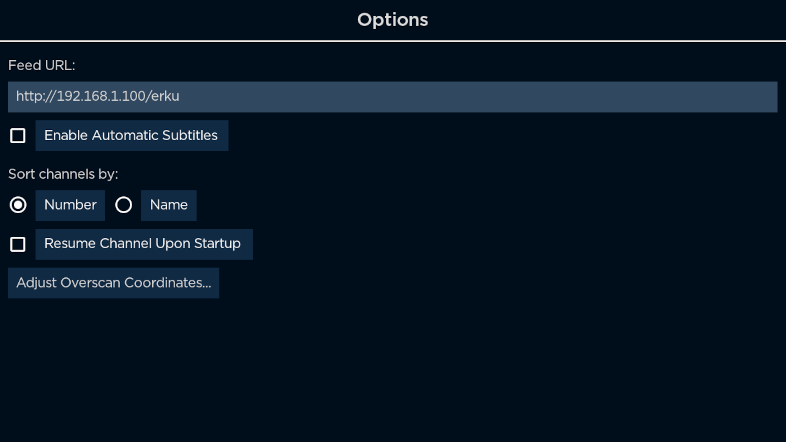 Options
Feed URL:
http://192.168.1.100/erku
Enable Automatic Subtitles
Sort channels by:
Number Name
Resume Channel Upon Startup
Adjust Overscan Coordinates...